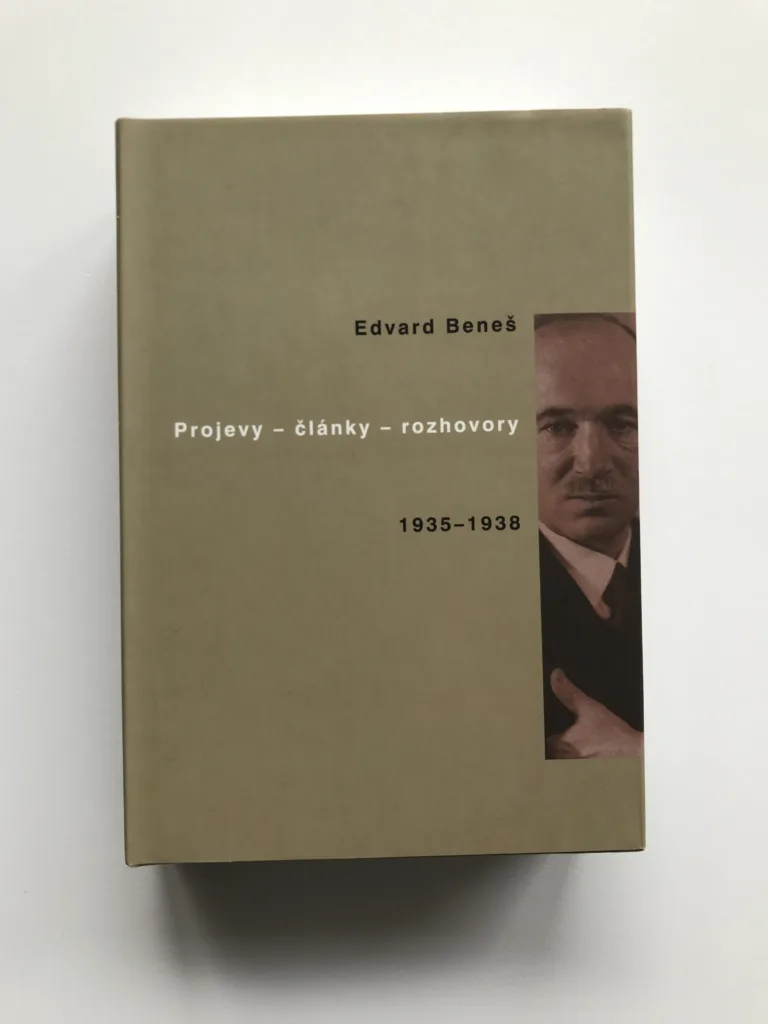 Edvard Beneš
Projevy – články – rozhovory
1935–1938